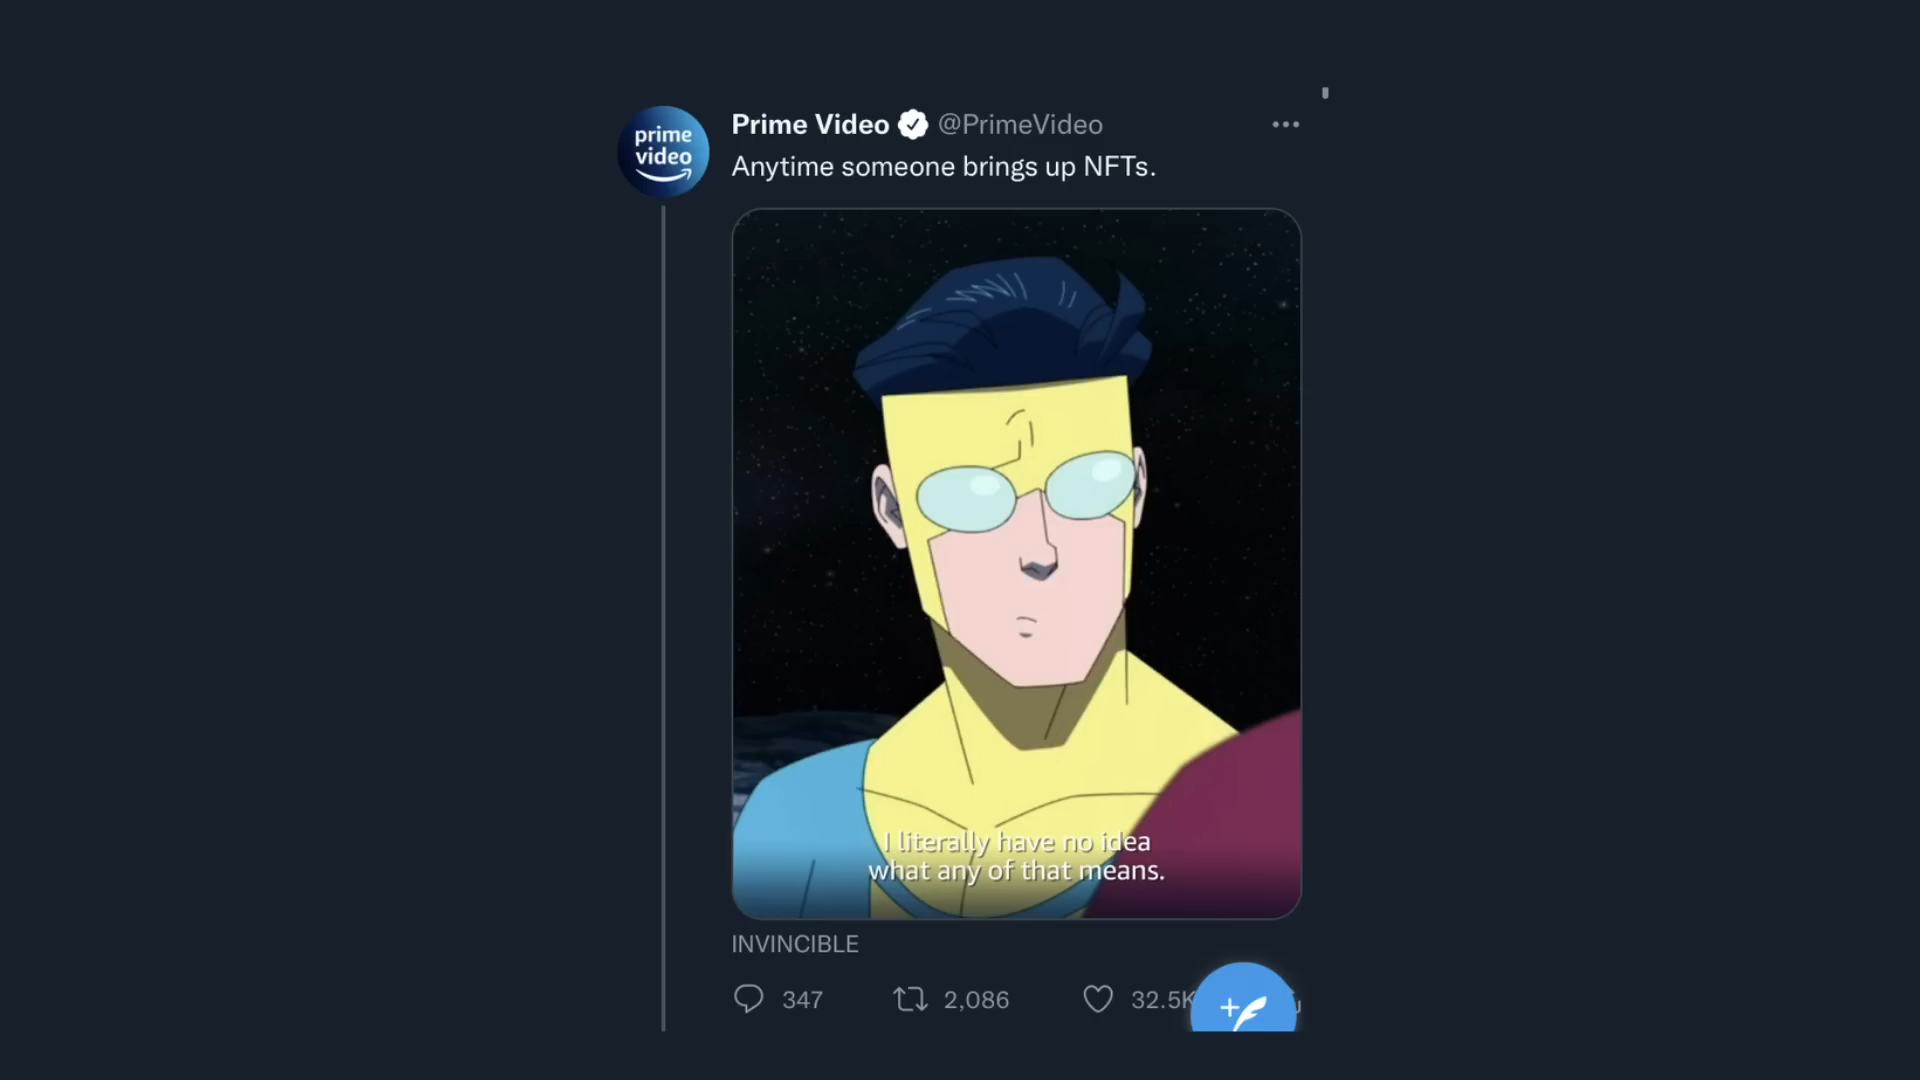 prime
video
Prime Video @PrimeVideo
Anytime someone brings up NFTs.
I literally have no idea
what any of that means.
INVINCIBLE
347 2,086 32.5K